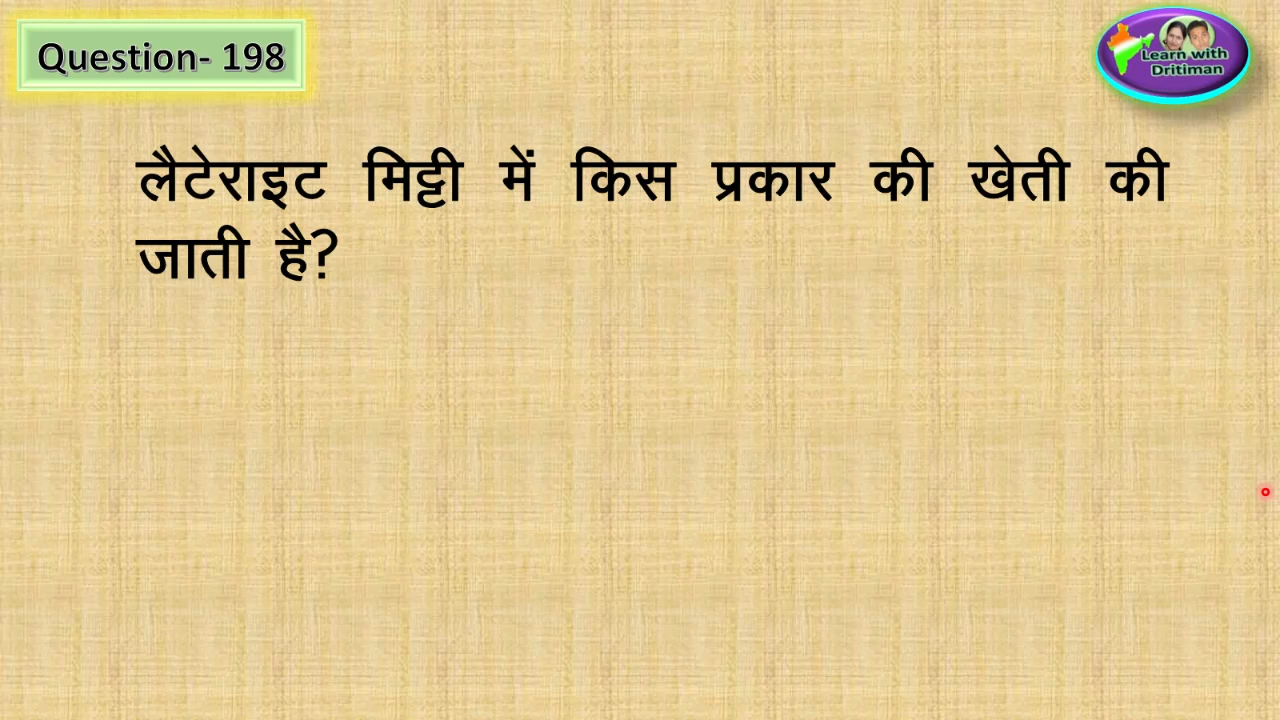 Question- 198
Learn with
Dritiman
लैटेराइट मिट्टी में किस प्रकार की खेती की
जाती है?